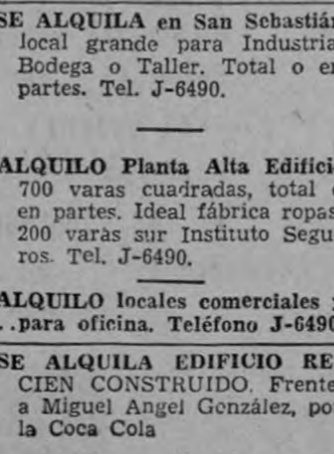 SE ALQUILA en San Sebastián
local grande para Industria
Bodega o Taller. Total o en
partes. Tel. J-6490.
ALQUILO Planta Alta Edificio
700 varas cuadradas, total o
en partes. Ideal fábrica ropas
200 varas sur Instituto Segu
ros. Tel. J-6490.
ALQUILO locales comerciales y
..para oficina. Teléfono J-6490
SE ALQUILA EDIFICIO RE
CIEN CONSTRUIDO. Frente
a Miguel Angel González, por
la Coca Cola